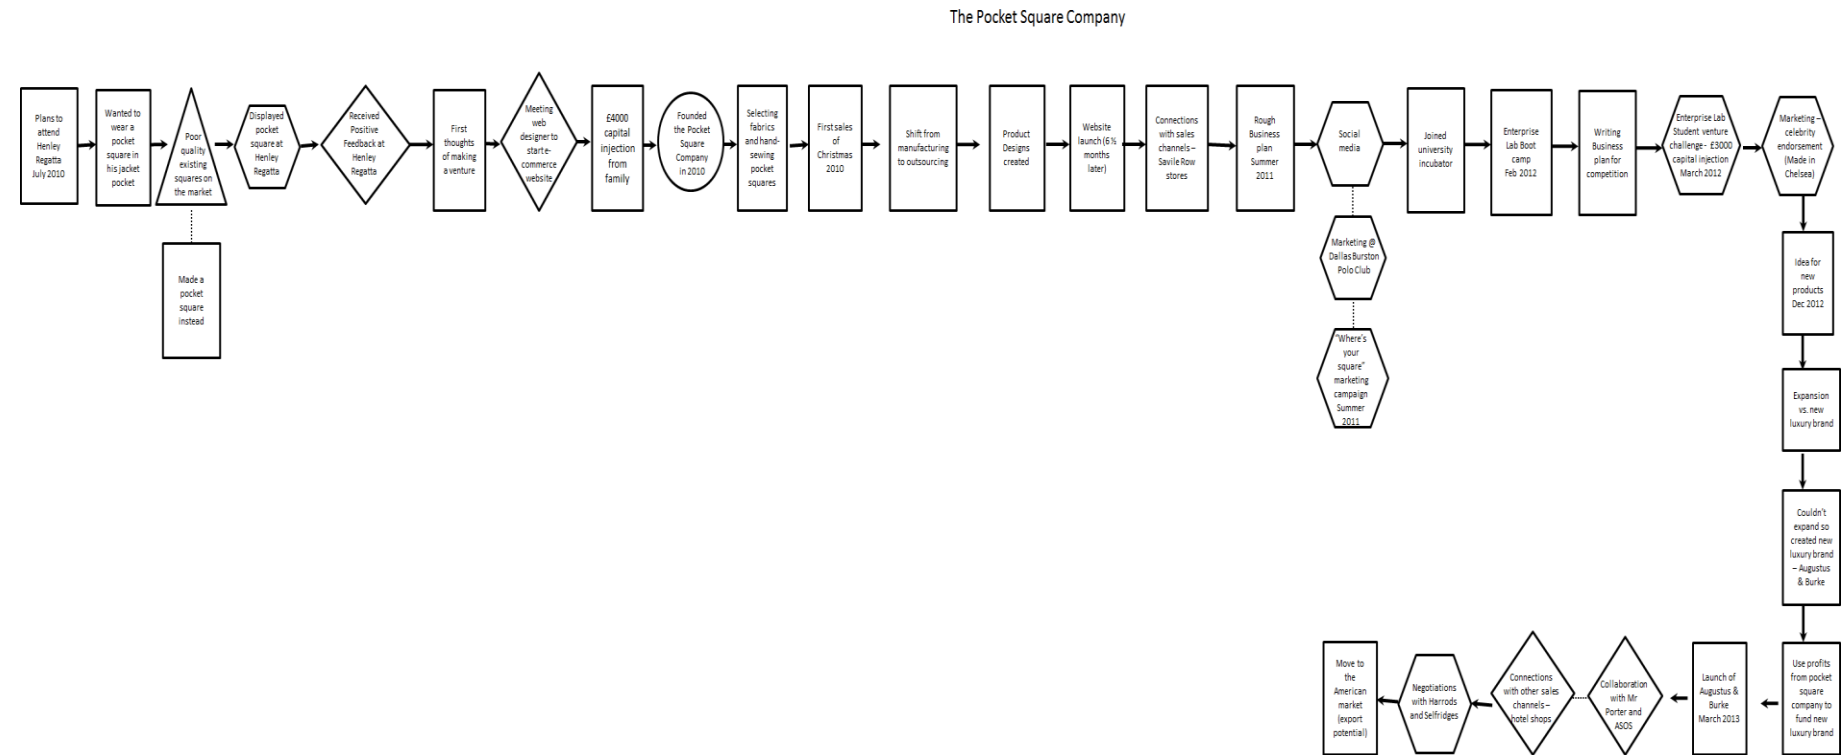 The Pocket Square Company
Plans to
attend
Henley
Regatta
July 2010
Wanted to
wear a
pocket
square in
his jacket
pocket
Poor
quality
existing
squares on
the market
Made a
pocket
square
instead
Displayed
pocket
square at
Henley
Regatta
Received
Positive
Feedback at
Henley
Regatta
First
thoughts
of making
a venture
Meeting
web
designer to
start e-
commerce
website
£4000
capital
injection
from
family
Founded
the Pocket
Square
Company
in 2010
Selecting
fabrics
and hand-
sewing
pocket
squares
First sales
of
Christmas
2010
Shift from
manufacturing
to outsourcing
Product
Designs
created
Website
launch (6 ½
months
later)
Connections
with sales
channels –
Savile Row
stores
Rough
Business
plan
Summer
2011
Social
media
Marketing @
Dallas Burston
Polo Club
"Where's
your
square"
marketing
campaign
Summer
2011
Joined
university
incubator
Enterprise
Lab Boot
camp
Feb 2012
Writing
Business
plan for
competition
Enterprise Lab
Student venture
challenge- £3000
capital injection
March 2012
Marketing –
celebrity
endorsement
(Made in
Chelsea)
Idea for
new
products
Dec 2012
Expansion
vs. new
luxury brand
Couldn't
expand so
created new
luxury brand
– Augustus
& Burke
Use profits
from pocket
square
company to
fund new
luxury brand
Launch of
Augustus &
Burke
March 2013
Collaboration
with Mr
Porter and
ASOS
Connections
with other sales
channels –
hotel shops
Negotiations
with Harrods
and Selfridges
Move to
the
American
market
(export
potential)